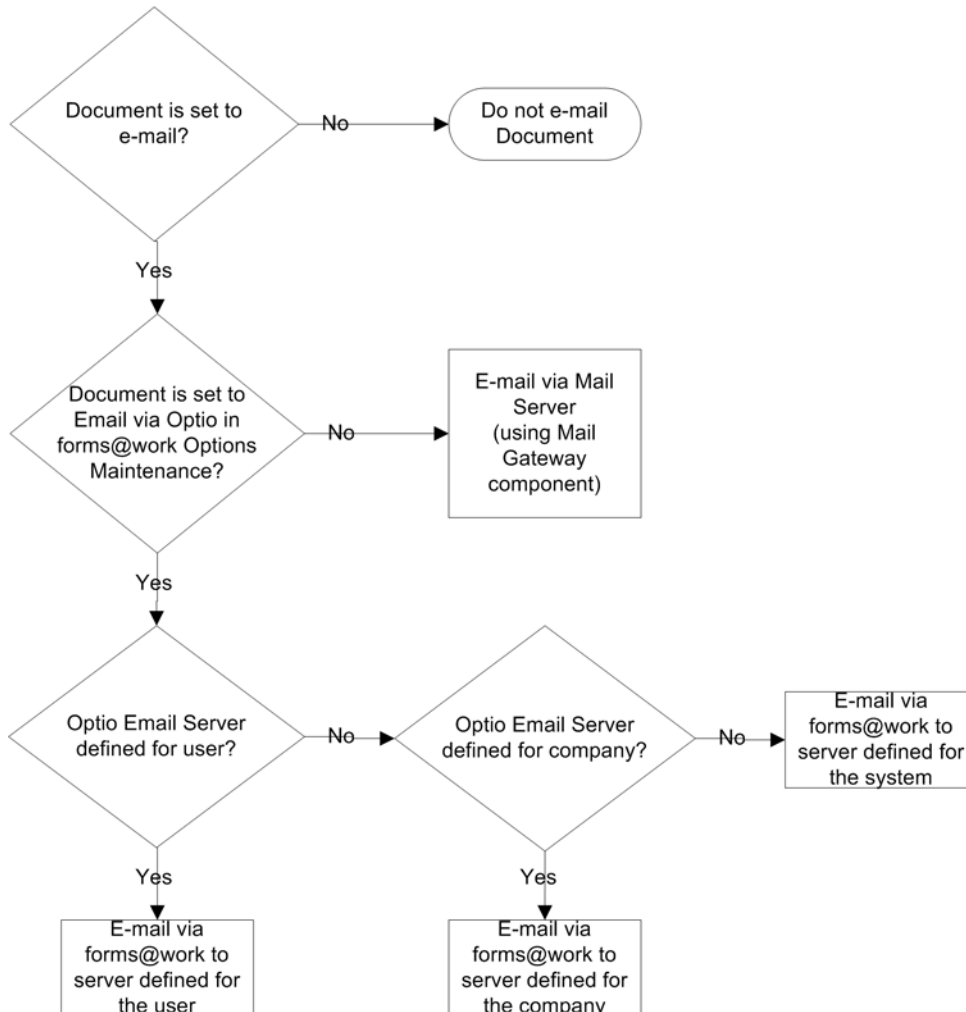 Document is set to
e-mail?
No
Do not e-mail
Document
Yes
Document is set to
Email via Optio in
forms@work Options
Maintenance?
No
E-mail via Mail
Server
(using Mail
Gateway
component)
Yes
Optio Email Server
defined for user?
No
Optio Email Server
defined for company?
No
E-mail via
forms@work to
server defined for
the system
Yes
E-mail via
forms@work to
server defined for
the user
Yes
E-mail via
forms@work to
server defined for
the company